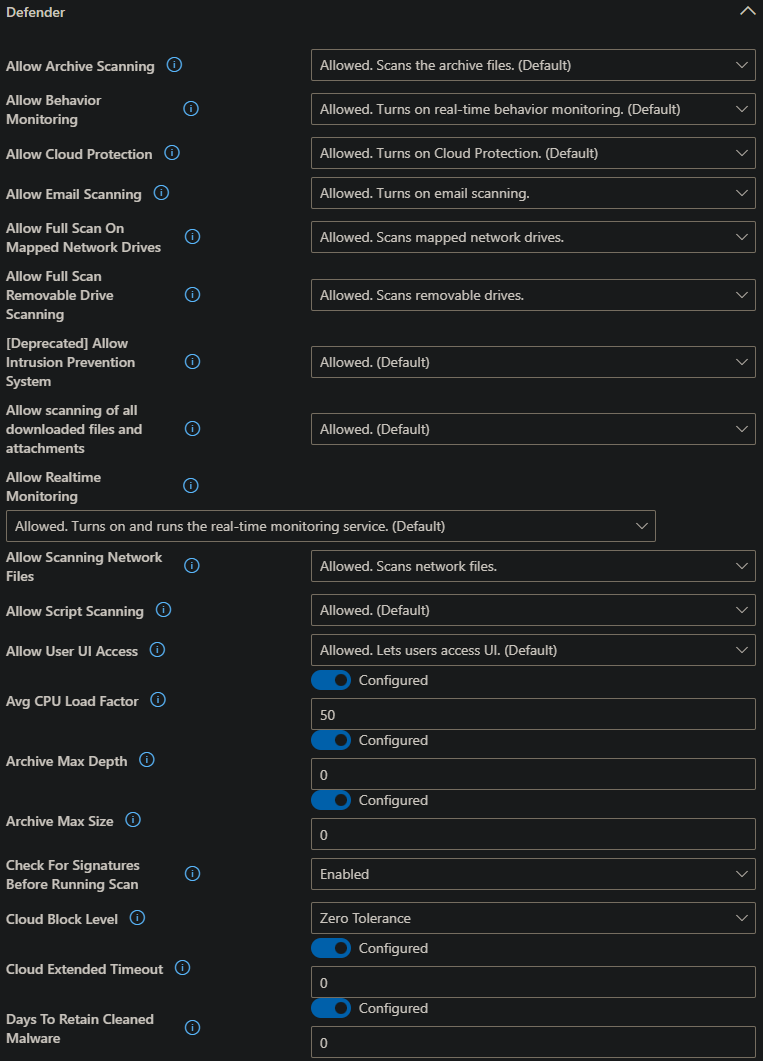 Defender
Allow Archive Scanning
Allowed. Scans the archive files. (Default)
Allow Behavior
Monitoring
Allowed. Turns on real-time behavior monitoring. (Default)
Allow Cloud Protection
Allowed. Turns on Cloud Protection. (Default)
Allow Email Scanning
Allowed. Turns on email scanning.
Allow Full Scan On
Mapped Network Drives
Allowed. Scans mapped network drives.
Allow Full Scan
Removable Drive
Scanning
Allowed. Scans removable drives.
[Deprecated] Allow
Intrusion Prevention
System
Allowed. (Default)
Allow scanning of all
downloaded files and
attachments
Allowed. (Default)
Allow Realtime
Monitoring
Allowed. Turns on and runs the real-time monitoring service. (Default)
Allow Scanning Network
Files
Allowed. Scans network files.
Allow Script Scanning
Allowed. (Default)
Allow User UI Access
Allowed. Lets users access UI. (Default)
Configured
Avg CPU Load Factor
50
Configured
Archive Max Depth
0
Configured
Archive Max Size
0
Check For Signatures
Before Running Scan
Enabled
Cloud Block Level
Zero Tolerance
Configured
Cloud Extended Timeout
0
Configured
Days To Retain Cleaned
Malware
0